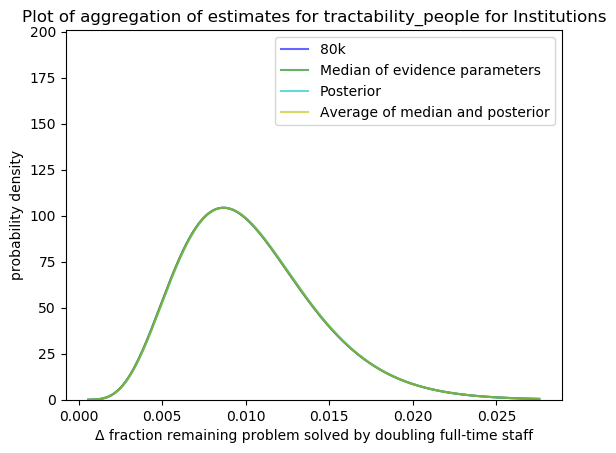 Plot of aggregation of estimates for tractability_people for Institutions
80k
Median of evidence parameters
Posterior
Average of median and posterior
200
175
150
125
100
75
50
25
0
probability density
0.000 0.005 0.010 0.015 0.020 0.025
Δ fraction remaining problem solved by doubling full-time staff